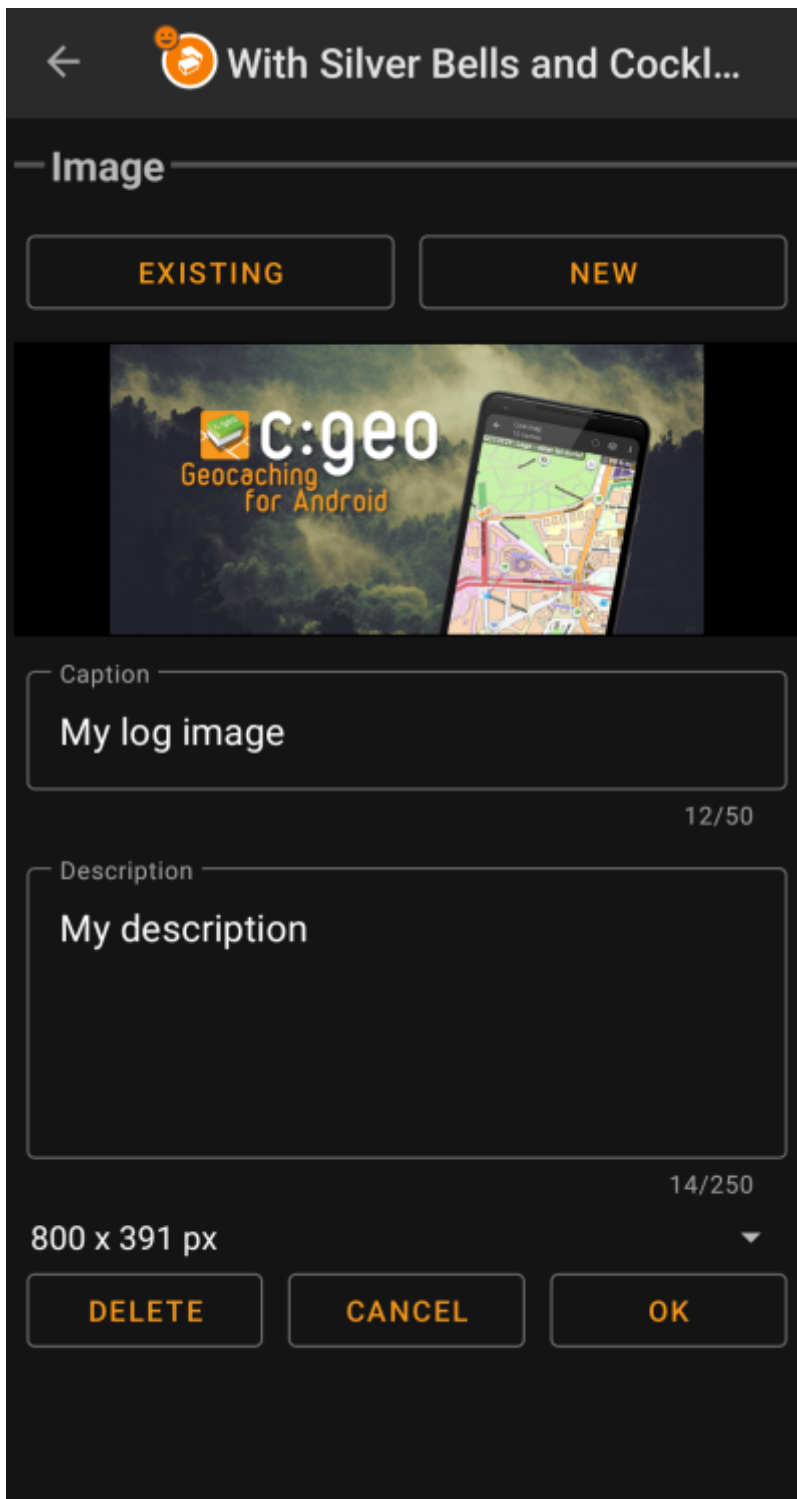 With Silver Bells and Cockl...
Image
EXISTING
NEW
c:geo
Geocaching
for Android
Caption
My log image
12/50
Description
My description
14/250
800 x 391 px
DELETE
CANCEL
OK